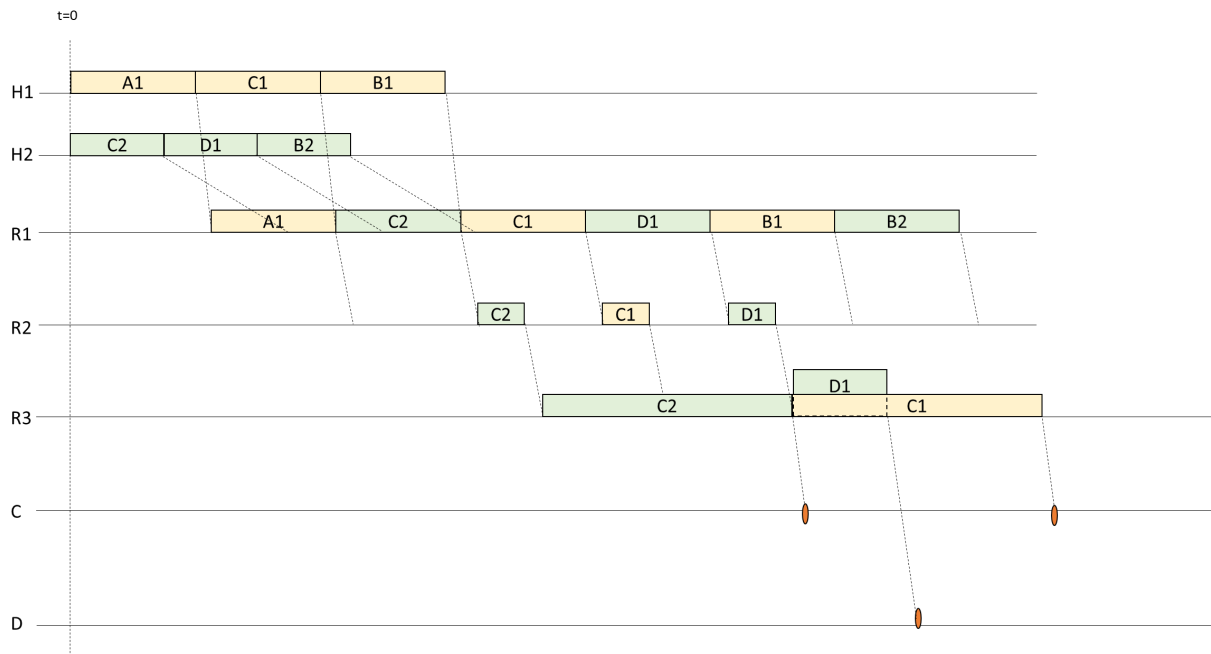 t=0
H1 A1 C1 B1
H2 C2 D1 B2
R1 A1 C2 C1 D1 B1 B2
R2 C2 C1 D1
D1
R3 C2 C1
C
D